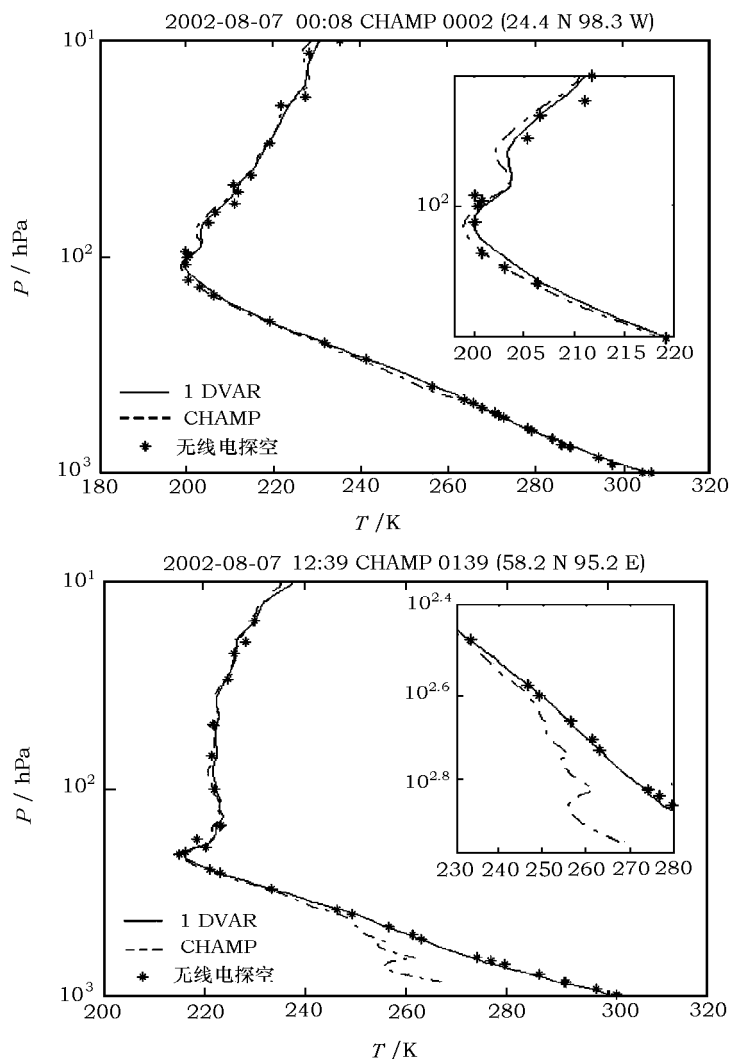 2002-08-07 00:08 CHAMP 0002 (24.4 N 98.3 W)
10^1
10^2
10^3
P / hPa
10^2
200 205 210 215 220
1 DVAR
CHAMP
无线电探空
180 200 220 240 260 280 300 320
T /K
2002-08-07 12:39 CHAMP 0139 (58.2 N 95.2 E)
10^1
10^2
10^3
P / hPa
10^2.4
10^2.6
10^2.8
230 240 250 260 270 280
1 DVAR
CHAMP
无线电探空
200 220 240 260 280 300 320
T /K